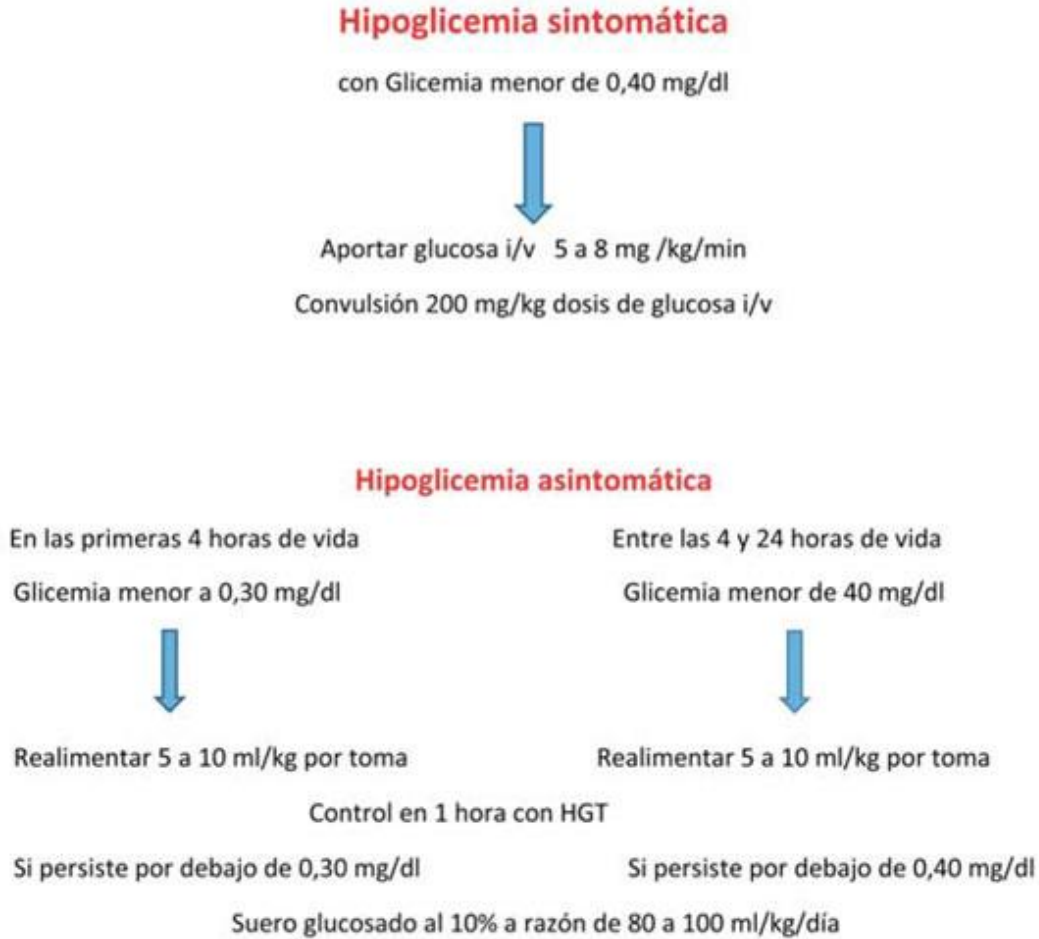 Hipoglicemia sintomática
con Glicemia menor de 0,40 mg/dl
Aportar glucosa i/v 5 a 8 mg /kg/min
Convulsión 200 mg/kg dosis de glucosa i/v
Hipoglicemia asintomática
En las primeras 4 horas de vida
Glicemia menor a 0,30 mg/dl
Entre las 4 y 24 horas de vida
Glicemia menor de 40 mg/dl
Realimentar 5 a 10 ml/kg por toma
Realimentar 5 a 10 ml/kg por toma
Control en 1 hora con HGT
Si persiste por debajo de 0,30 mg/dl
Si persiste por debajo de 0,40 mg/dl
Suero glucosado al 10% a razón de 80 a 100 ml/kg/día